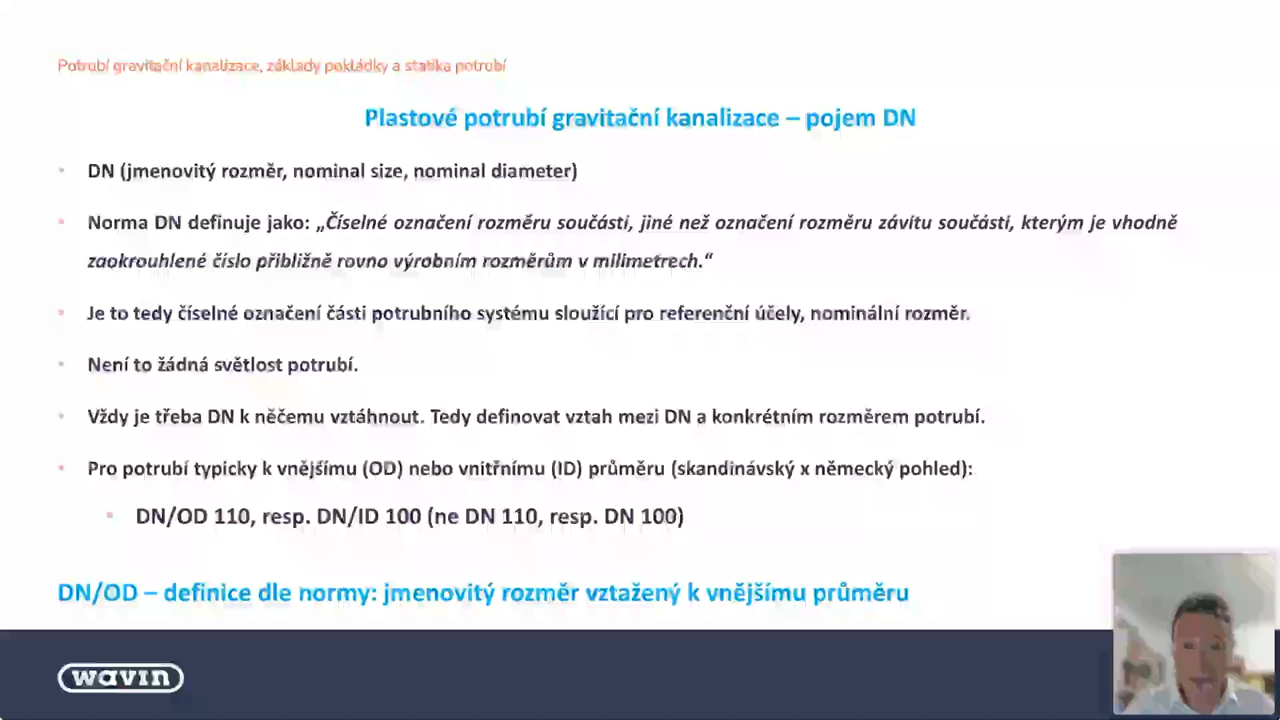 Potrubí gravitační kanalizace, základy pokládky a statika potrubí
Plastové potrubí gravitační kanalizace – pojem DN
• DN (jmenovitý rozměr, nominal size, nominal diameter)
• Norma DN definuje jako: „Číselné označení rozměru součásti, jiné než označení rozměru závitu součásti, kterým je vhodně
zaokrouhlené číslo přibližně rovno výrobním rozměrům v milimetrech.“
• Je to tedy číselné označení části potrubního systému sloužící pro referenční účely, nominální rozměr.
• Není to žádná světlost potrubí.
• Vždy je třeba DN k něčemu vztáhnout. Tedy definovat vztah mezi DN a konkrétním rozměrem potrubí.
• Pro potrubí typicky k vnějšímu (OD) nebo vnitřnímu (ID) průměru (skandinávský x německý pohled):
• DN/OD 110, resp. DN/ID 100 (ne DN 110, resp. DN 100)
DN/OD – definice dle normy: jmenovitý rozměr vztažený k vnějšímu průměru
wavin